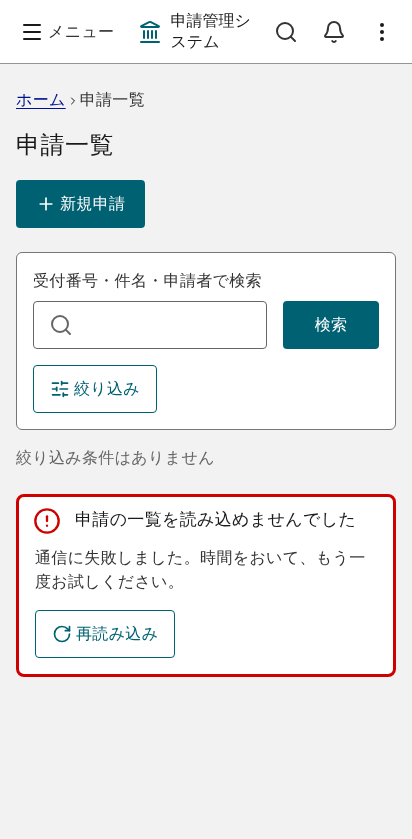 メニュー
申請管理シ
ステム
ホーム › 申請一覧
申請一覧
新規申請
受付番号・件名・申請者で検索
検索
絞り込み
絞り込み条件はありません
申請の一覧を読み込めませんでした
通信に失敗しました。時間をおいて、もう一
度お試しください。
再読み込み